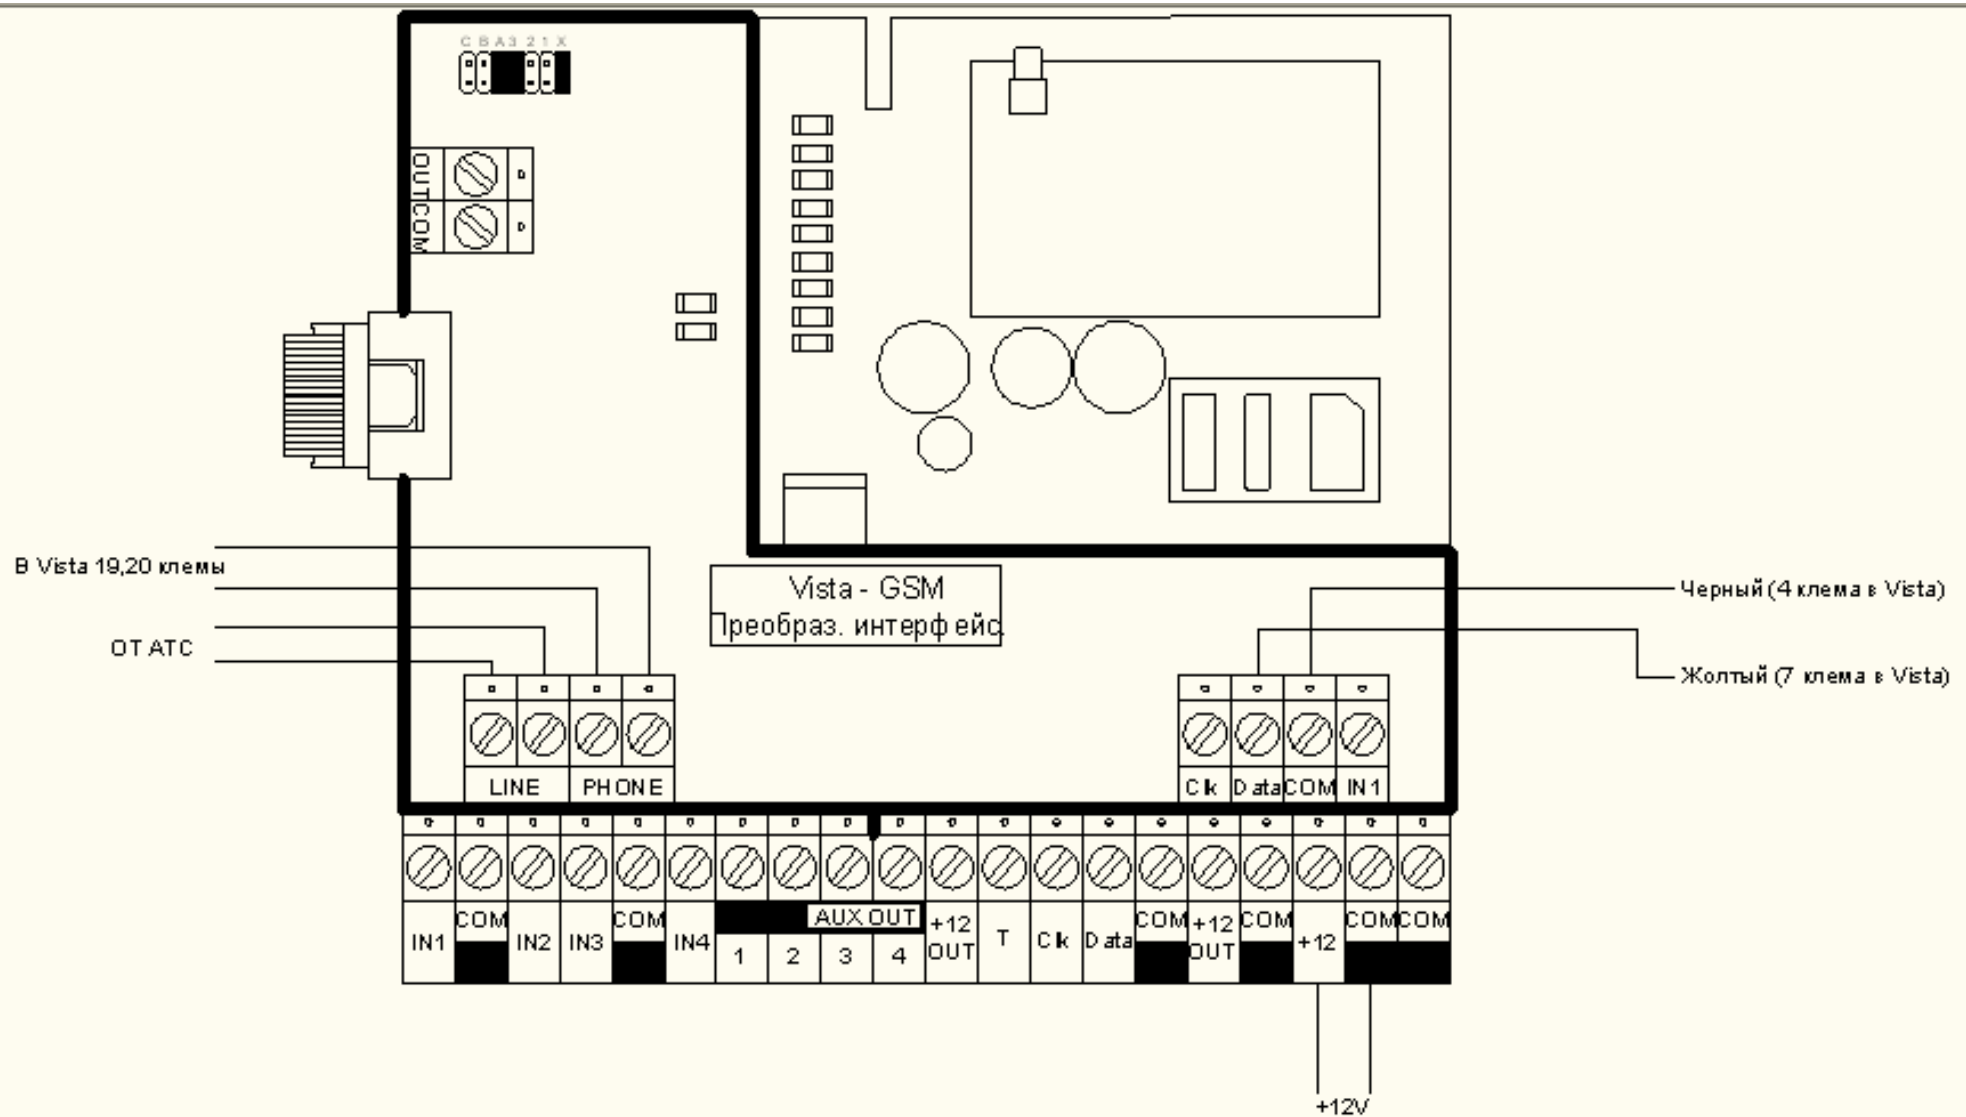 C B A 3 2 1 X
OUT
COM
В Vista 19,20 клемы
ОТ АТС
Vista - GSM
Преобраз. интерфейс.
Черный (4 клема в Vista)
Жолтый (7 клема в Vista)
LINE PHONE
Clk Data COM IN1
IN1 COM IN2 IN3 COM IN4 AUX OUT +12 OUT T Clk Data COM +12 OUT COM +12 COM COM
1 2 3 4
+12V